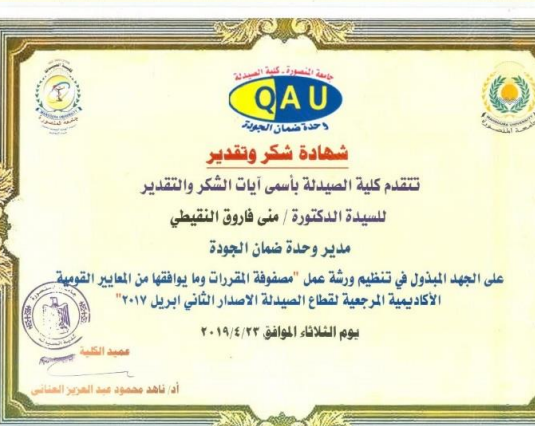 جامعة المنصورة - كلية الصيدلة
QAU
وحدة ضمان الجودة
شهادة شكر وتقدير
تتقدم كلية الصيدلة بأسمى آيات الشكر والتقدير
للسيدة الدكتورة / منى فاروق النقيطي
مدير وحدة ضمان الجودة
على الجهد المبذول في تنظيم ورشة عمل "مصفوفة المقررات وما يوافقها من المعايير القومية
الأكاديمية المرجعية لقطاع الصيدلة الاصدار الثاني ابريل ٢٠١٧"
يوم الثلاثاء الموافق ٢٠١٩/٤/٢٣
عميد الكلية
أد/ ناهد محمود عبد العزيز العناني